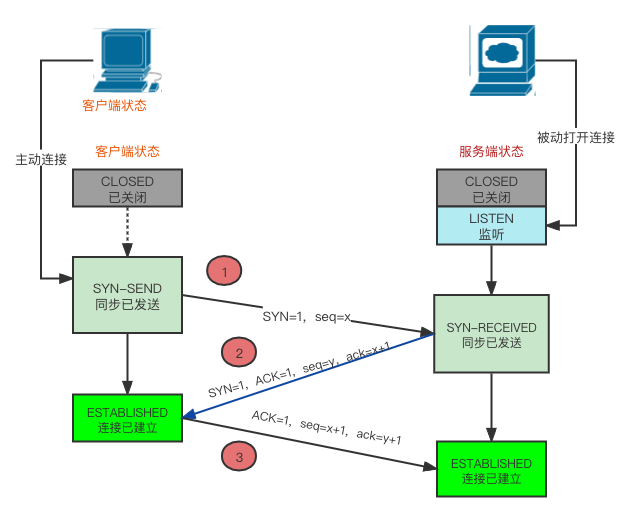 客户端状态
被动打开连接
主动连接
客户端状态
服务端状态
CLOSED
已关闭
CLOSED
已关闭
LISTEN
监听
1
SYN-SEND
同步已发送
SYN=1, seq=x
SYN-RECEIVED
同步已发送
2
SYN=1, ACK=1, seq=y, ack=x+1
ESTABLISHED
连接已建立
ACK=1, seq=x+1, ack=y+1
3
ESTABLISHED
连接已建立